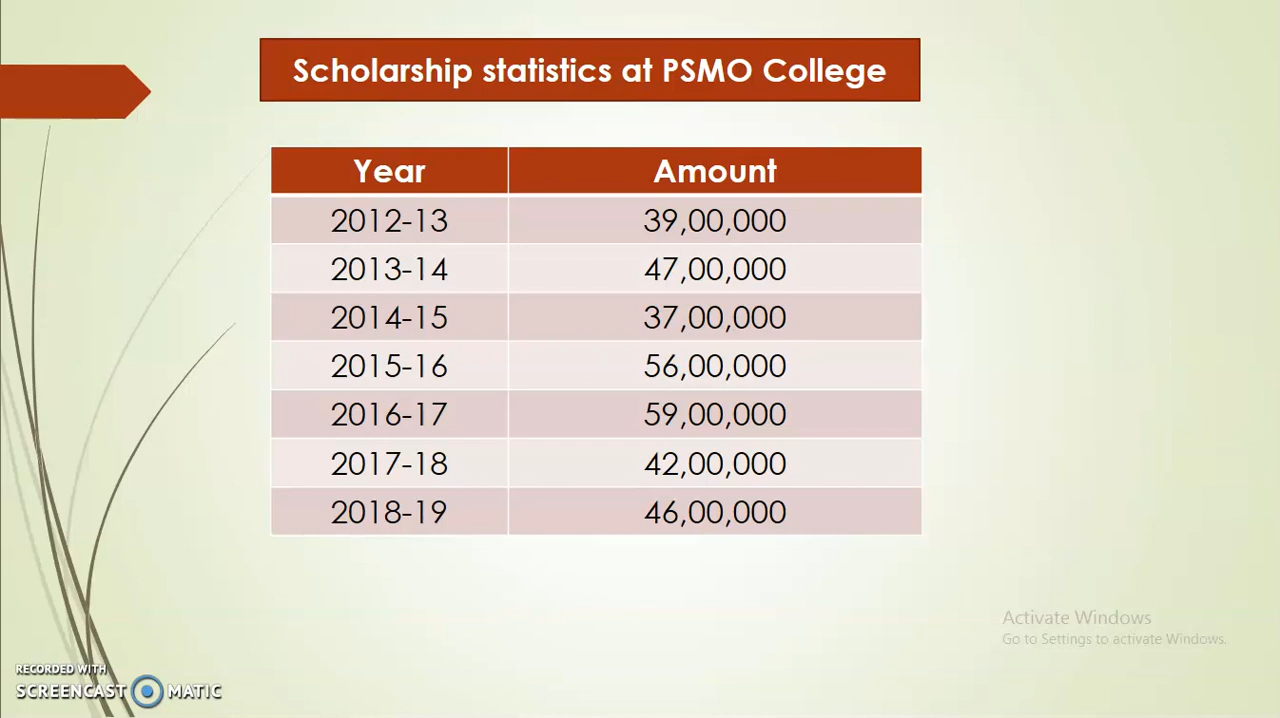 Scholarship statistics at PSMO College
Year Amount
2012-13 39,00,000
2013-14 47,00,000
2014-15 37,00,000
2015-16 56,00,000
2016-17 59,00,000
2017-18 42,00,000
2018-19 46,00,000
Activate Windows
Go to Settings to activate Windows.
RECORDED WITH
SCREENCAST MATIC